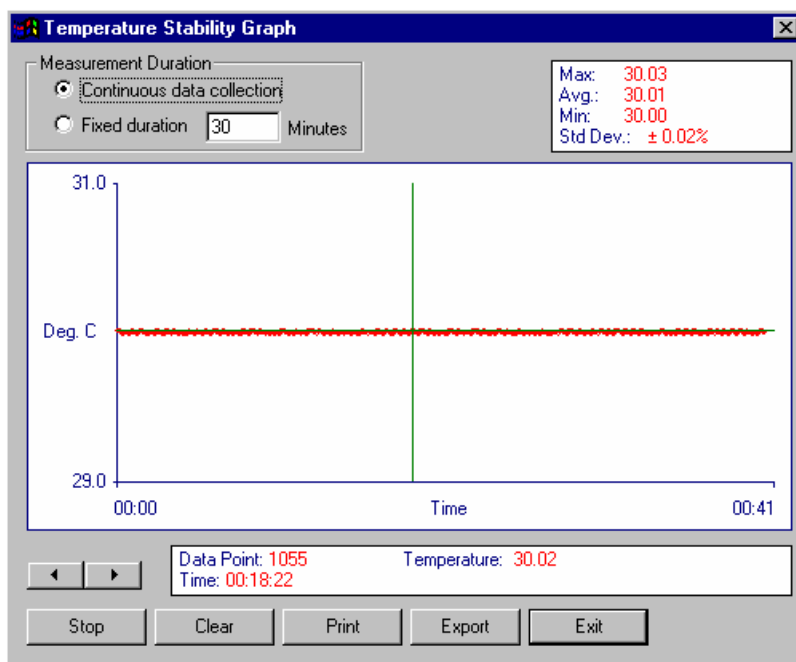 Temperature Stability Graph
Measurement Duration
Continuous data collection
Fixed duration 30 Minutes
Max: 30.03
Avg.: 30.01
Min: 30.00
Std Dev.: ± 0.02%
31.0
Deg. C
29.0
00:00 Time 00:41
Data Point: 1055 Temperature: 30.02
Time: 00:18:22
Stop Clear Print Export Exit